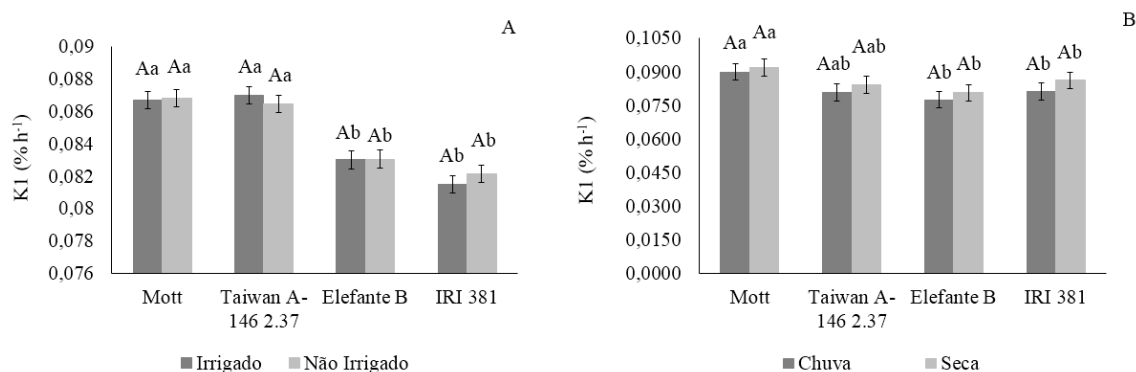 A
0,09
0,088
0,086
0,084
0,082
0,08
0,078
0,076
K1 (% h-1)
Aa Aa
Aa Aa
Ab Ab
Ab Ab
Mott
Taiwan A-
146 2.37
Elefante B
IRI 381
Irrigado
Não Irrigado
B
0,1050
0,0900
0,0750
0,0600
0,0450
0,0300
0,0150
0,0000
K1 (% h-1)
Aa Aa
Aab Aab
Ab Ab
Ab Ab
Mott
Taiwan A-
146 2.37
Elefante B
IRI 381
Chuva
Seca